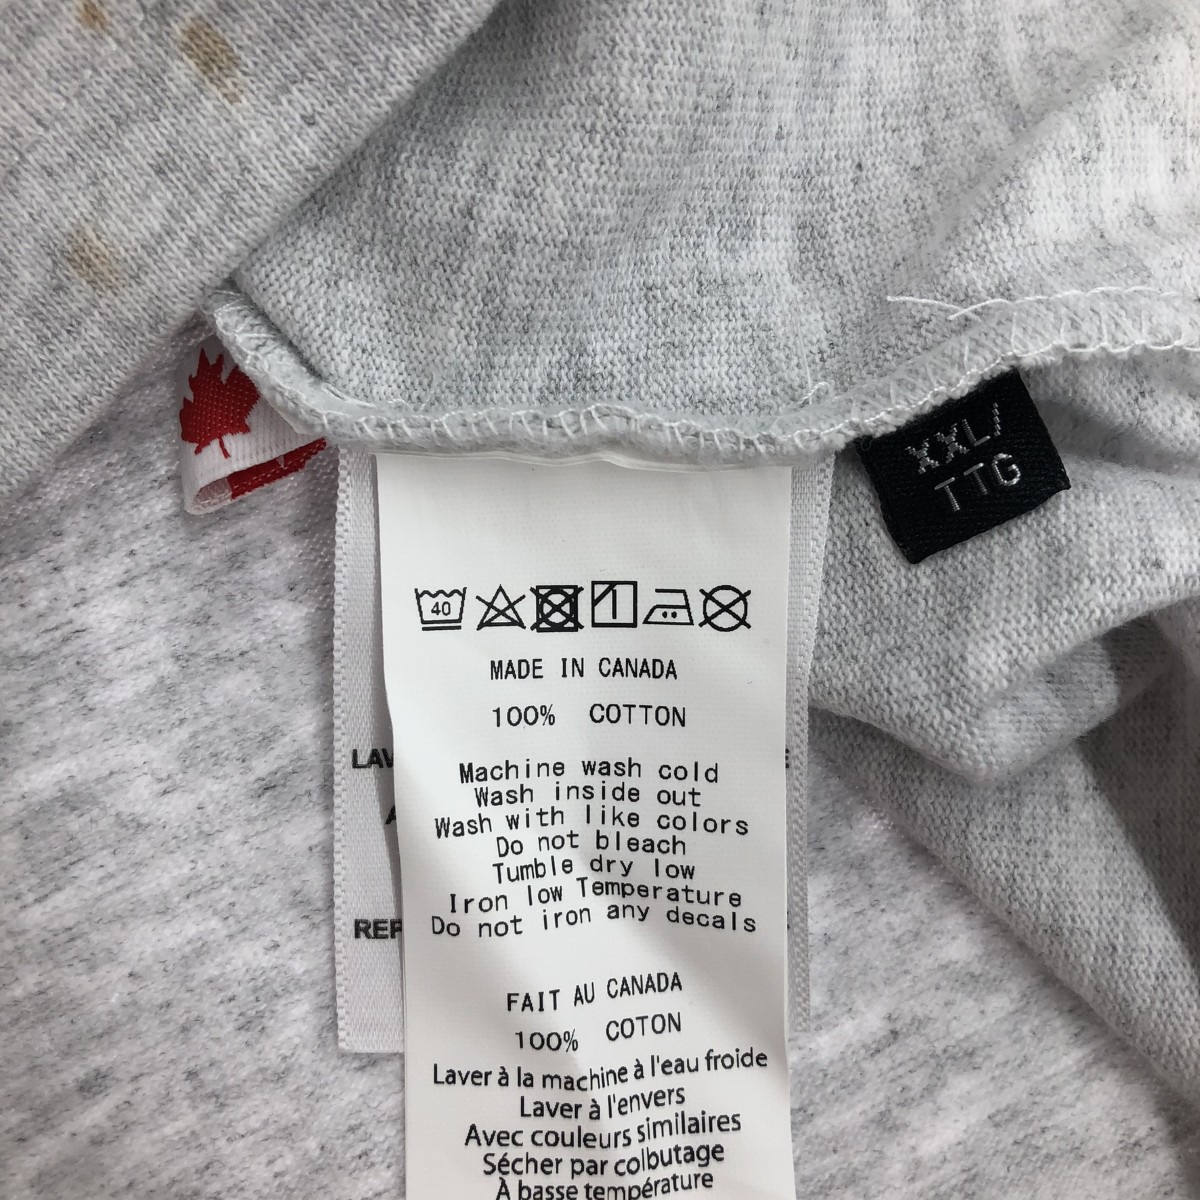 XXL/
TTG
40
1
MADE IN CANADA
100% COTTON
Machine wash cold
Wash inside out
Wash with like colors
Do not bleach
Tumble dry low
Iron low Temperature
Do not iron any decals
FAIT AU CANADA
100% COTON
Laver à la machine à l'eau froide
Laver à l'envers
Avec couleurs similaires
Sécher par colbutage
À basse température